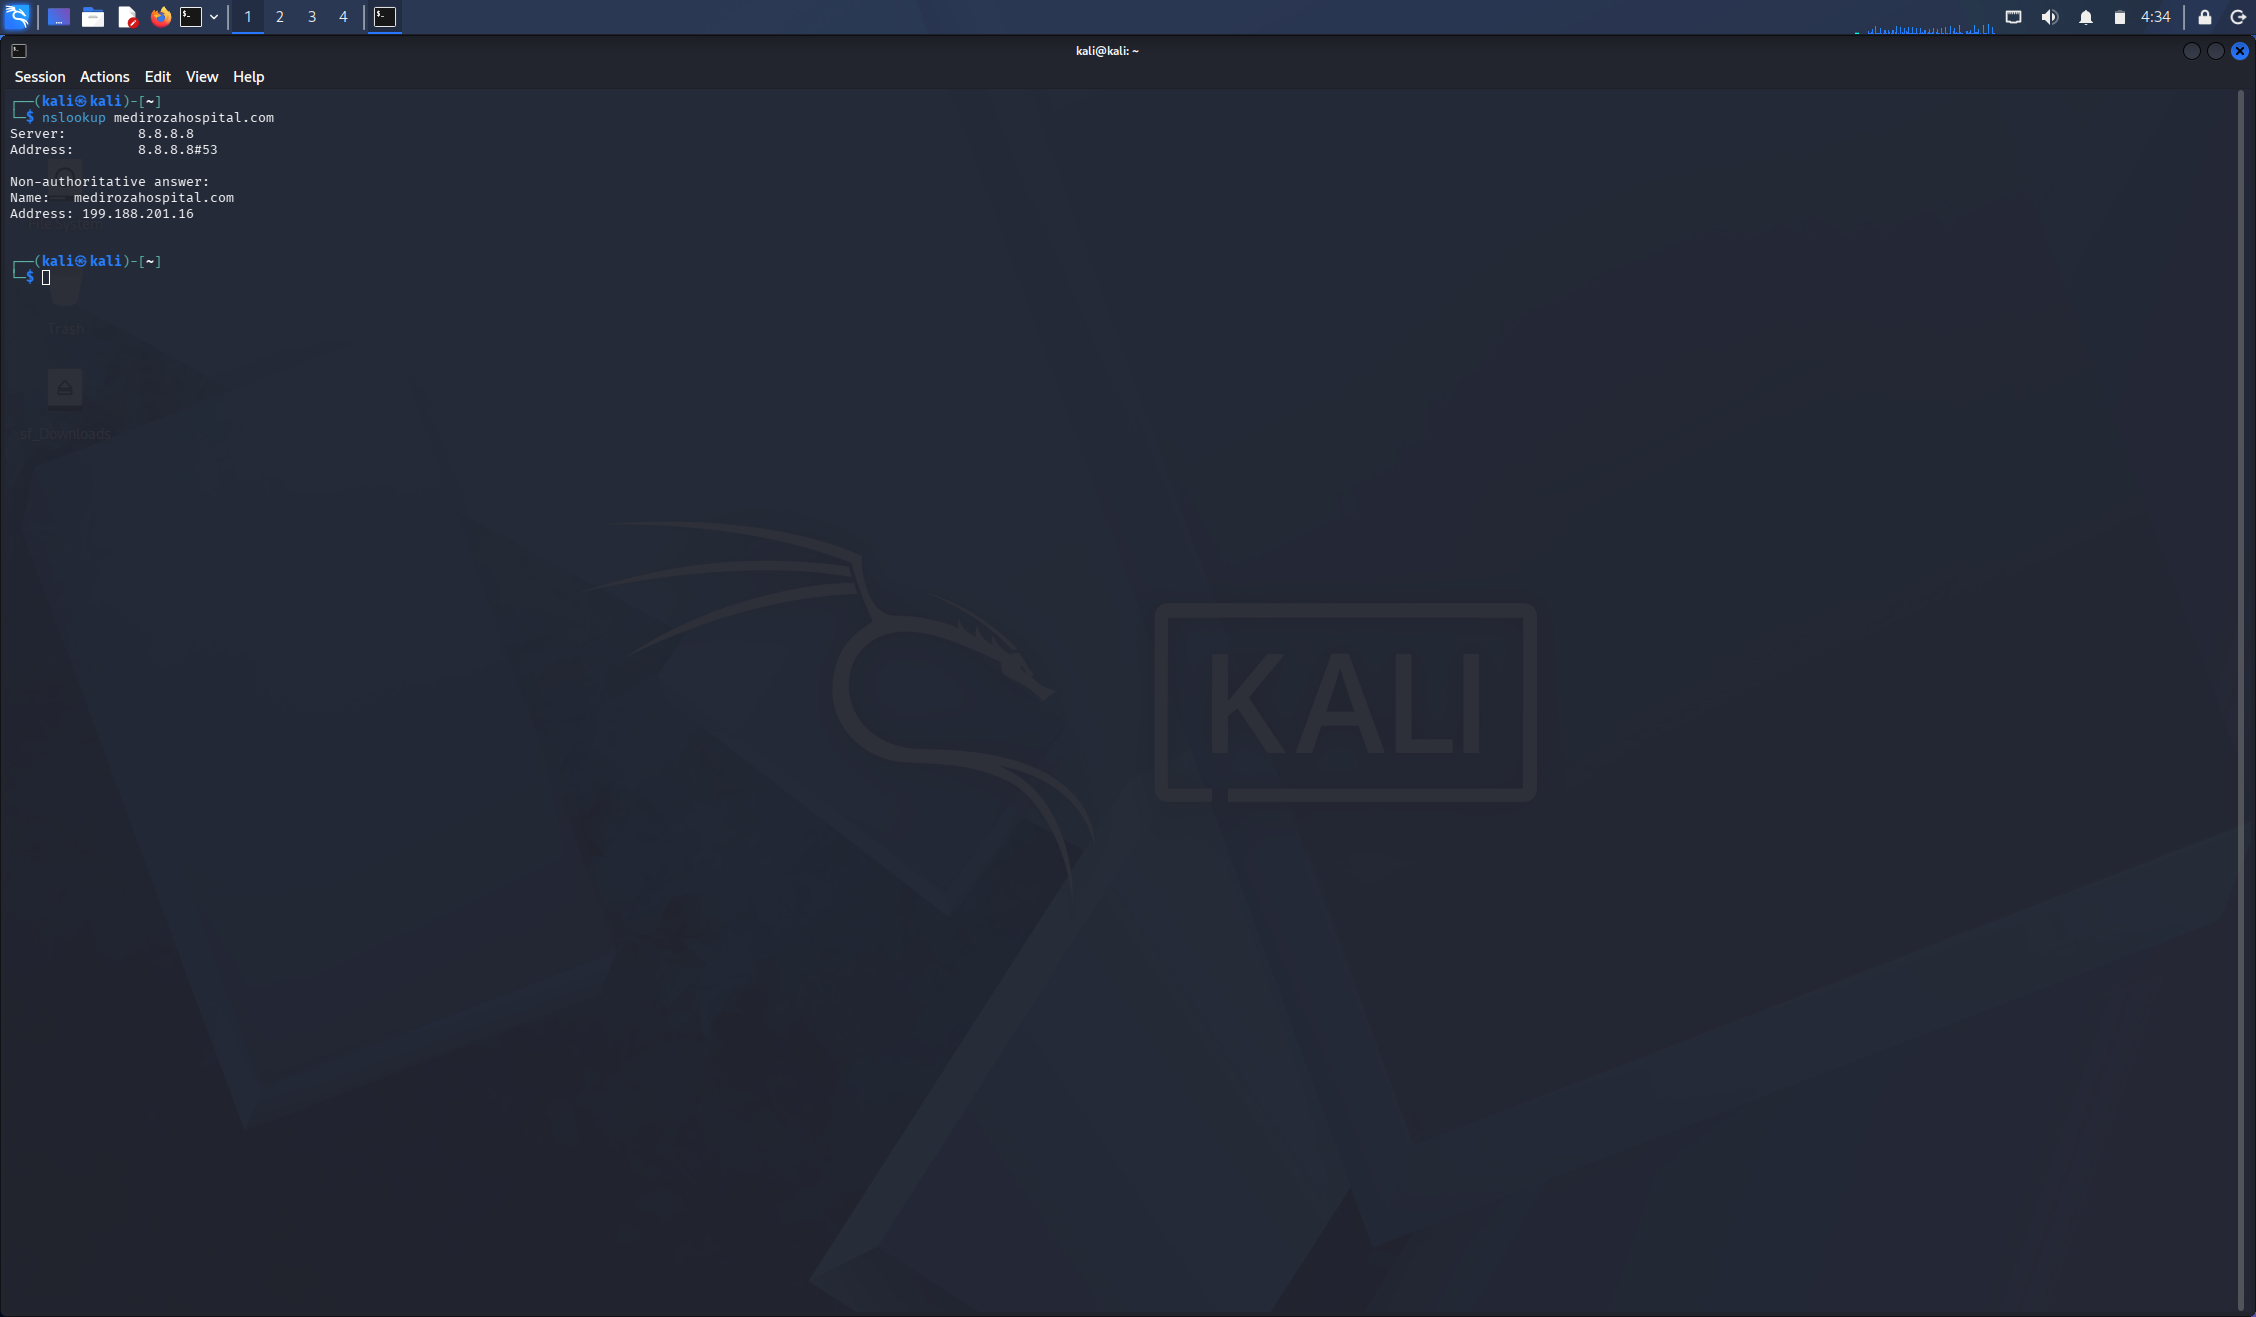 1 2 3 4 4:34
kali@kali: ~
Session Actions Edit View Help
┌──(kali㉿kali)-[~]
└─$ nslookup medirozahospital.com
Server: 8.8.8.8
Address: 8.8.8.8#53
Non-authoritative answer:
Name: medirozahospital.com
Address: 199.188.201.16
┌──(kali㉿kali)-[~]
└─$
Trash
sf_Downloads
KALI